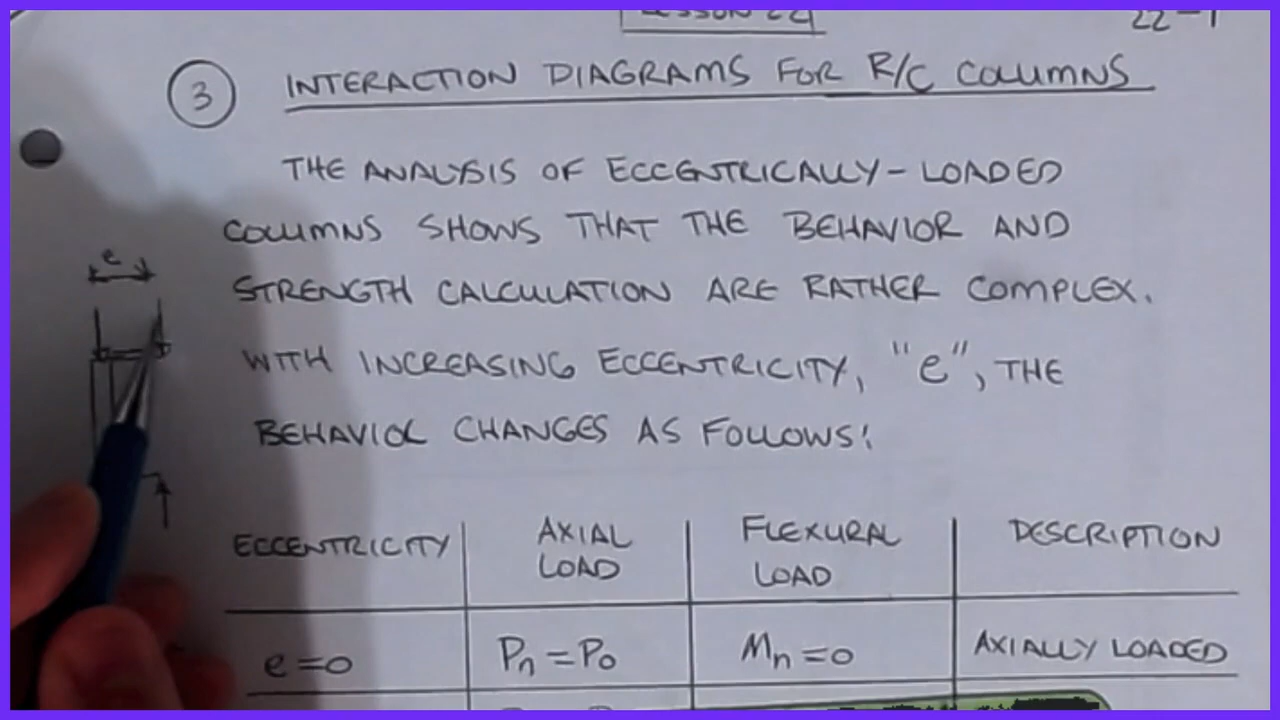 LESSON 22
22-1
3 INTERACTION DIAGRAMS FOR R/C COLUMNS
THE ANALYSIS OF ECCENTRICALLY-LOADED
COLUMNS SHOWS THAT THE BEHAVIOR AND
e
STRENGTH CALCULATION ARE RATHER COMPLEX.
WITH INCREASING ECCENTRICITY, "e", THE
BEHAVIOR CHANGES AS FOLLOWS:
ECCENTRICITY AXIAL LOAD FLEXURAL LOAD DESCRIPTION
e=0 Pn = Po Mn = 0 AXIALLY LOADED